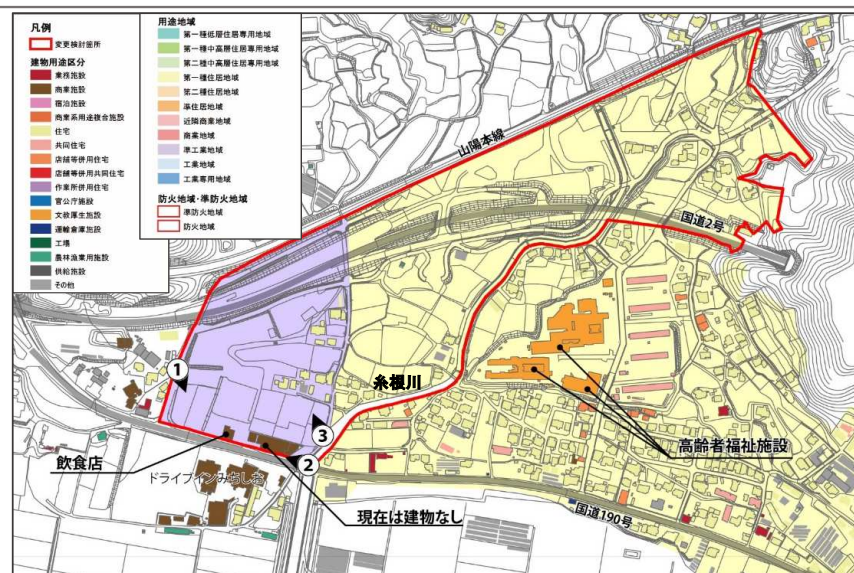 凡例
変更検討箇所
建物用途区分
業務施設
商業施設
宿泊施設
商業系用途複合施設
住宅
共同住宅
店舗等併用住宅
店舗等併用共同住宅
作業所併用住宅
官公庁施設
文教厚生施設
運輸倉庫施設
工場
農林漁業用施設
供給施設
その他
用途地域
第一種低層住居専用地域
第一種中高層住居専用地域
第二種中高層住居専用地域
第一種住居地域
第二種住居地域
準住居地域
近隣商業地域
商業地域
準工業地域
工業地域
工業専用地域
防火地域・準防火地域
準防火地域
防火地域
山陽本線
国道2号
1
糸根川
3
高齢者福祉施設
2
飲食店
ドライブインみちしお
現在は建物なし
国道190号